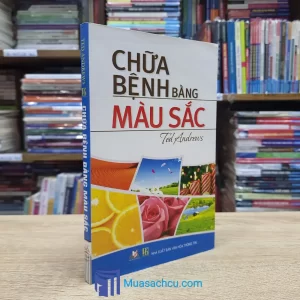 CHỮA
BỆNH BẰNG
MÀU SẮC
Ted Andrews
CHỮA BỆNH BẰNG MÀU SẮC
Muasachcu.com